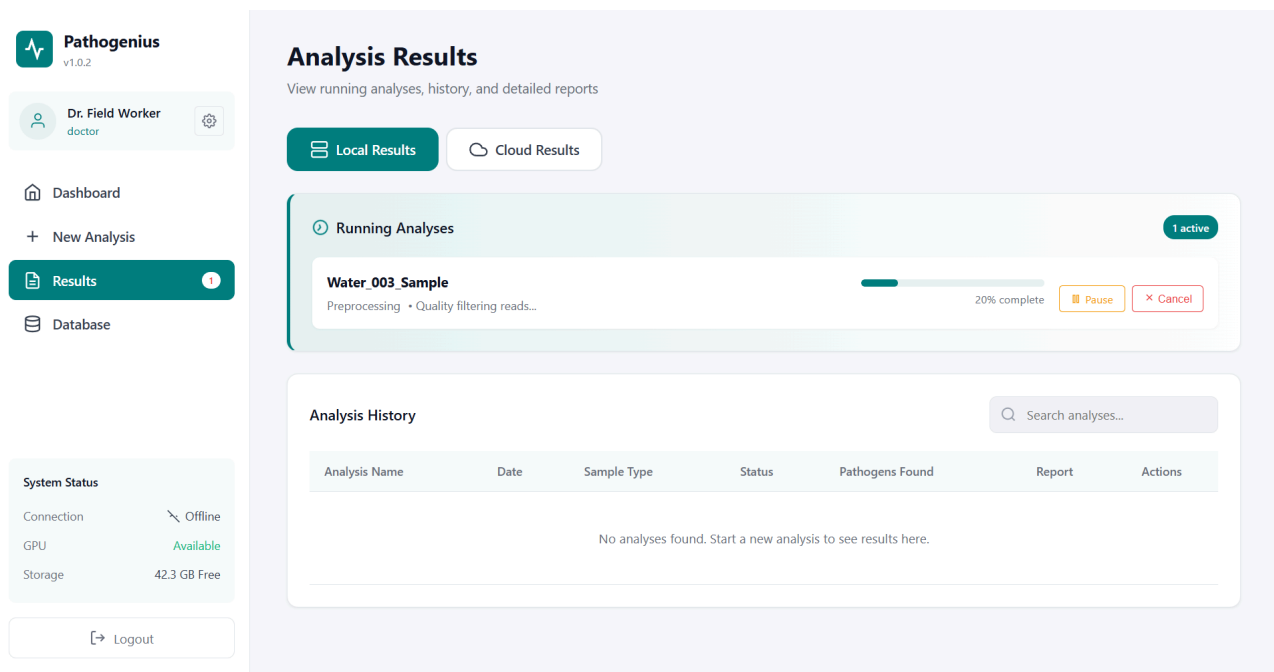 Pathogenius
v1.0.2
Dr. Field Worker
doctor
Dashboard
New Analysis
Results 1
Database
System Status
Connection Offline
GPU Available
Storage 42.3 GB Free
Logout
Analysis Results
View running analyses, history, and detailed reports
Local Results Cloud Results
Running Analyses 1 active
Water_003_Sample
Preprocessing • Quality filtering reads...
20% complete
Pause
Cancel
Analysis History
Search analyses...
Analysis Name Date Sample Type Status Pathogens Found Report Actions
No analyses found. Start a new analysis to see results here.